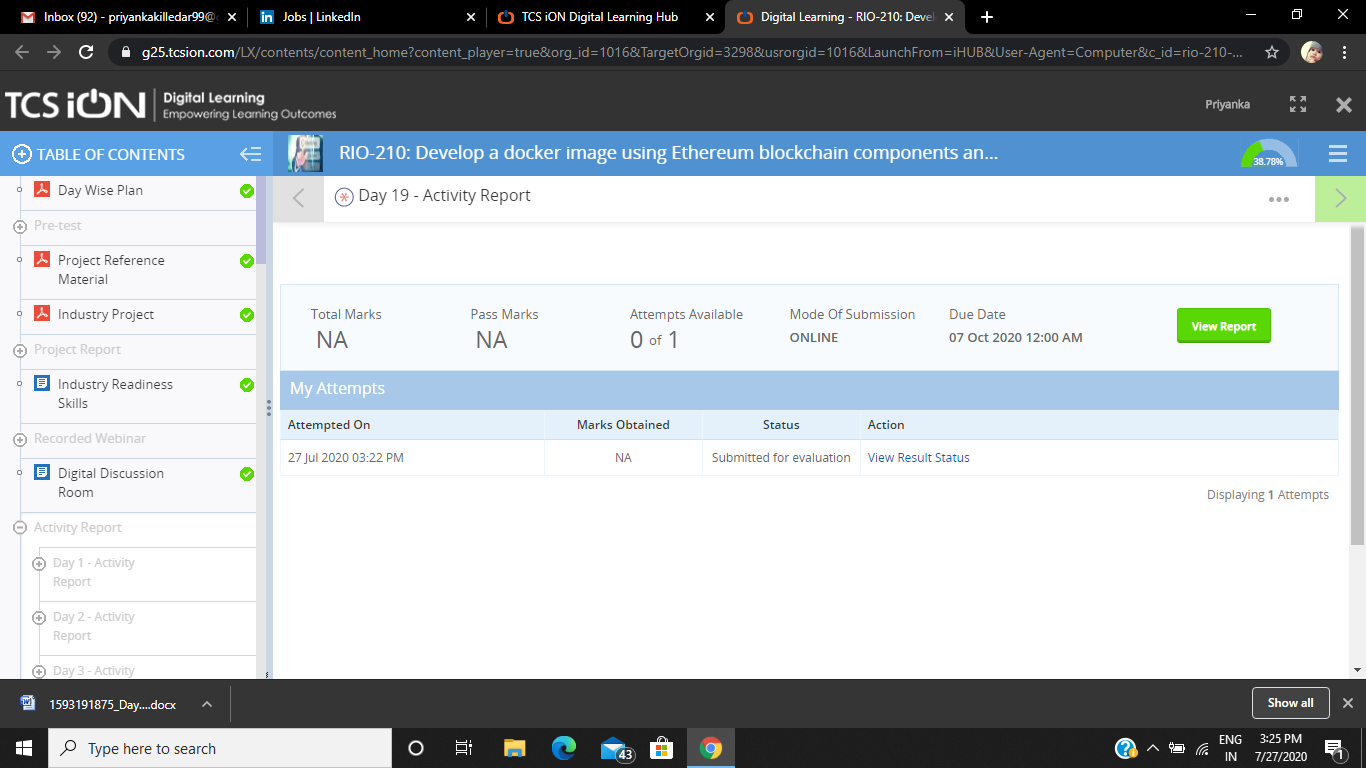 Inbox (92) - priyankakilledar99@
Jobs | LinkedIn
TCS iON Digital Learning Hub
Digital Learning - RIO-210: Devel
g25.tcsion.com/LX/contents/content_home?content_player=true&org_id=1016&TargetOrgid=3298&usrorgid=1016&LaunchFrom=iHUB&User-Agent=Computer&c_id=rio-210-...
TCS iON
Digital Learning
Empowering Learning Outcomes
Priyanka
TABLE OF CONTENTS
RIO-210: Develop a docker image using Ethereum blockchain components an...
38.78%
Day Wise Plan
Pre-test
Project Reference
Material
Industry Project
Project Report
Industry Readiness
Skills
Recorded Webinar
Digital Discussion
Room
Activity Report
Day 1 - Activity
Report
Day 2 - Activity
Report
Day 3 - Activity
Day 19 - Activity Report
Total Marks
NA
Pass Marks
NA
Attempts Available
0 of 1
Mode Of Submission
ONLINE
Due Date
07 Oct 2020 12:00 AM
View Report
My Attempts
Attempted On Marks Obtained Status Action
27 Jul 2020 03:22 PM NA Submitted for evaluation View Result Status
Displaying 1 Attempts
1593191875_Day....docx
Show all
Type here to search
43
ENG
IN
3:25 PM
7/27/2020
1